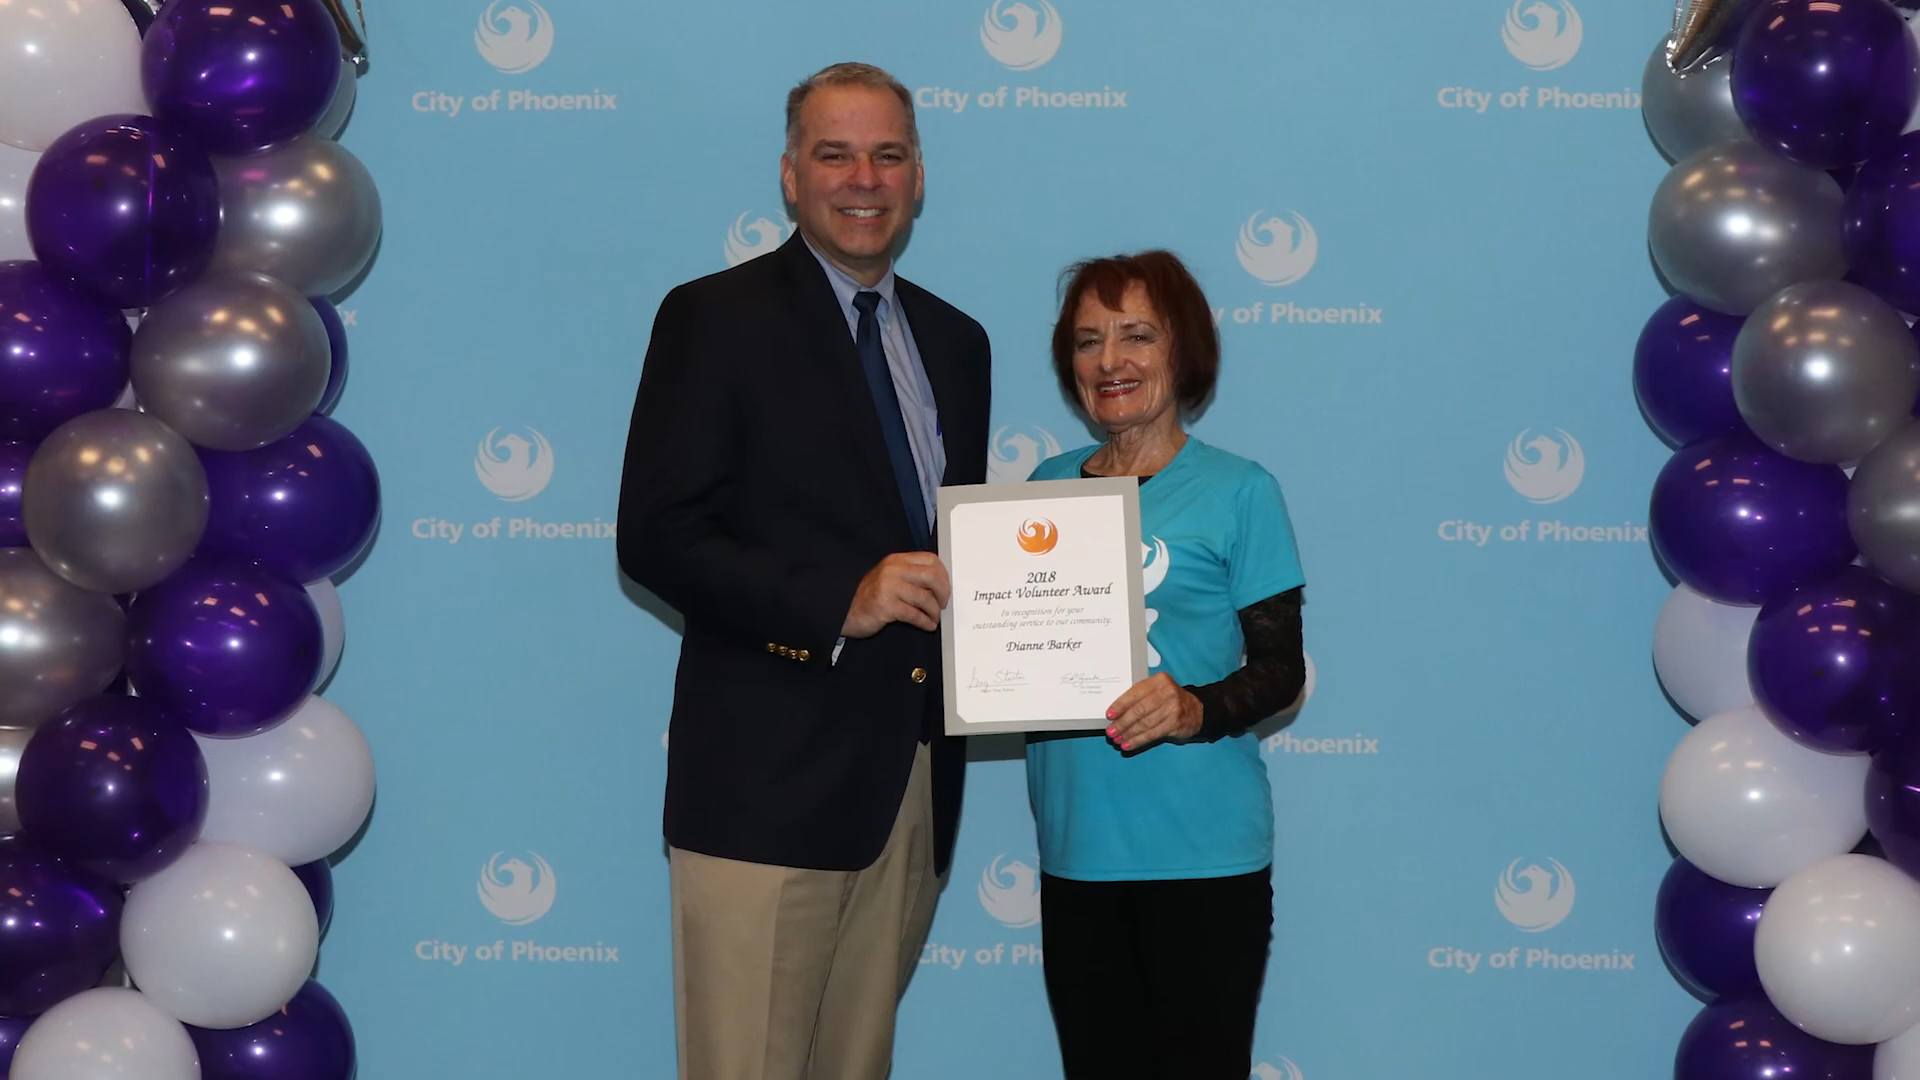 City of Phoenix
City of Phoenix
City of Phoenix
y of Phoenix
x
City of Phoenix
City of Phoenix
2018
Impact Volunteer Award
In recognition for your
outstanding service to our community.
Dianne Barker
Phoenix
City of Phoenix
City of Ph
City of Phoenix